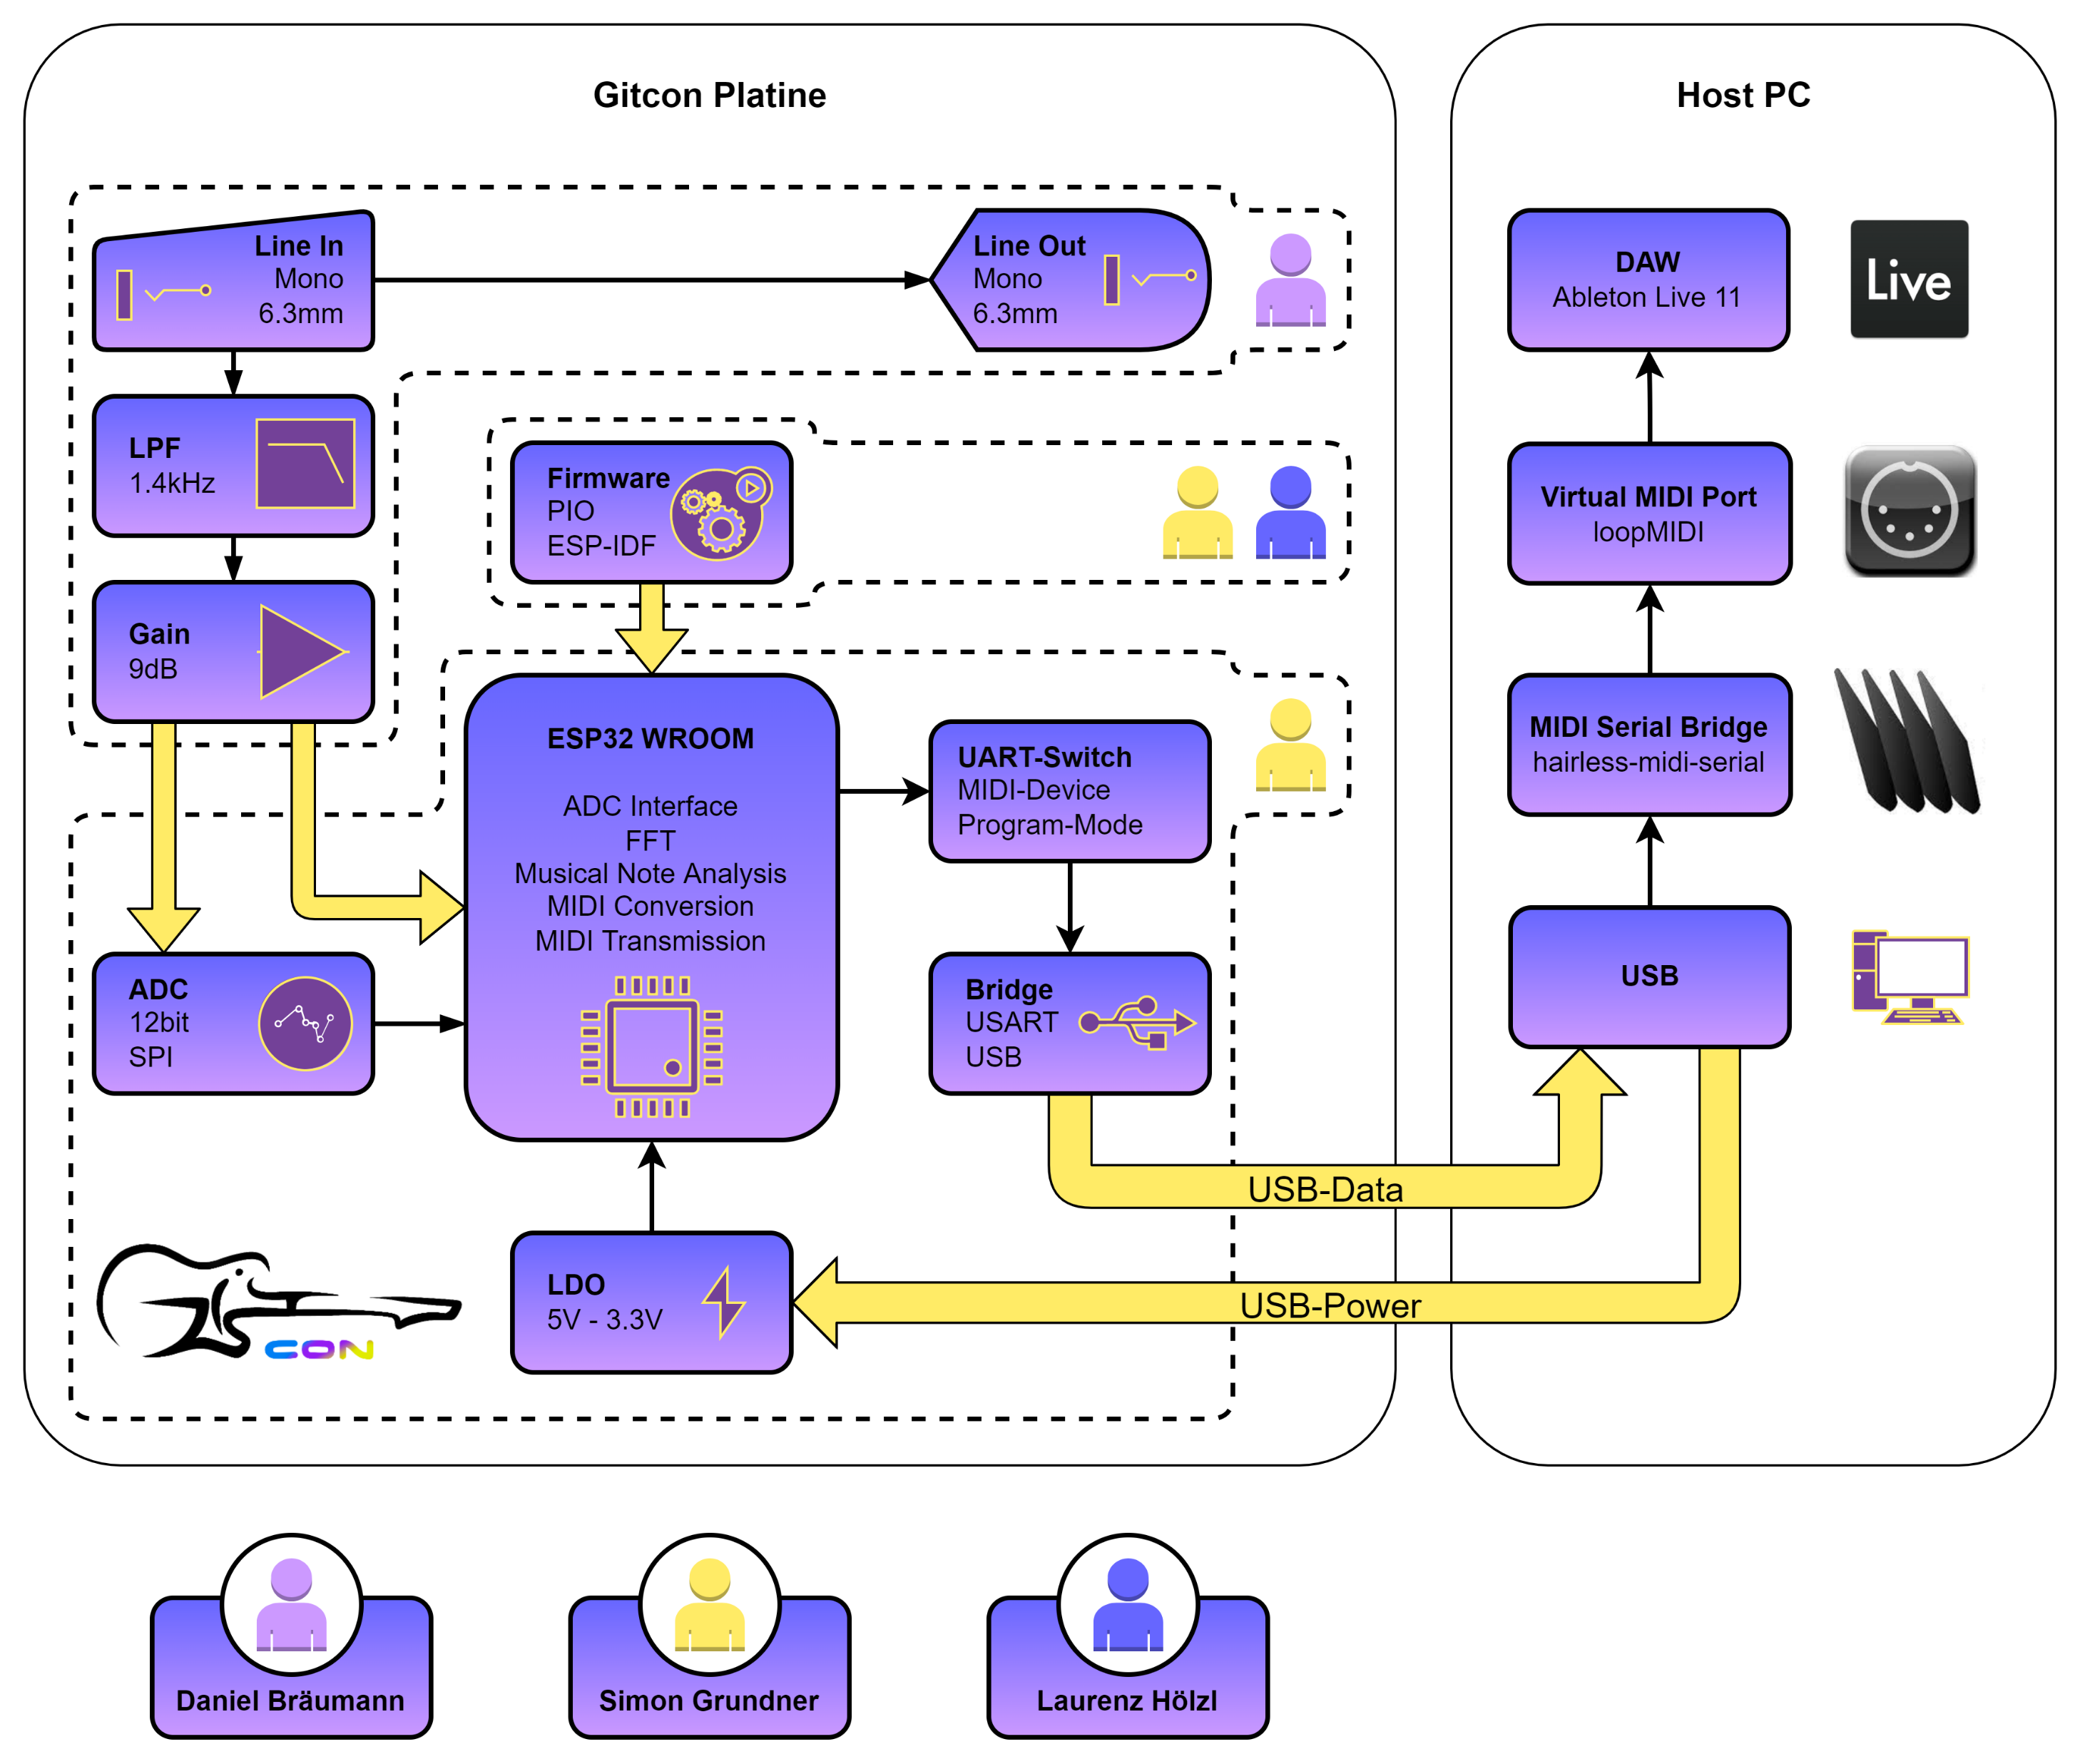 Gitcon Platine
Host PC
Line In
Mono
6.3mm
Line Out
Mono
6.3mm
DAW
Ableton Live 11
Live
LPF
1.4kHz
Firmware
PIO
ESP-IDF
Virtual MIDI Port
loopMIDI
Gain
9dB
ESP32 WROOM
ADC Interface
FFT
Musical Note Analysis
MIDI Conversion
MIDI Transmission
UART-Switch
MIDI-Device
Program-Mode
MIDI Serial Bridge
hairless-midi-serial
ADC
12bit
SPI
Bridge
USART
USB
USB
USB-Data
LDO
5V - 3.3V
USB-Power
CON
Daniel Bräumann
Simon Grundner
Laurenz Hölzl